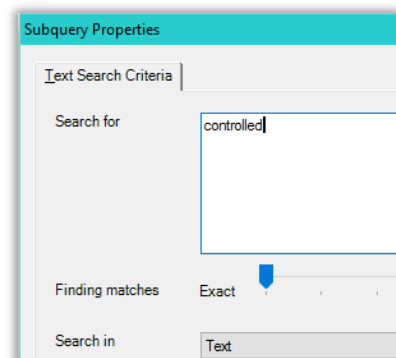 Subquery Properties
Text Search Criteria
Search for
controlled
Finding matches
Exact
Search in
Text